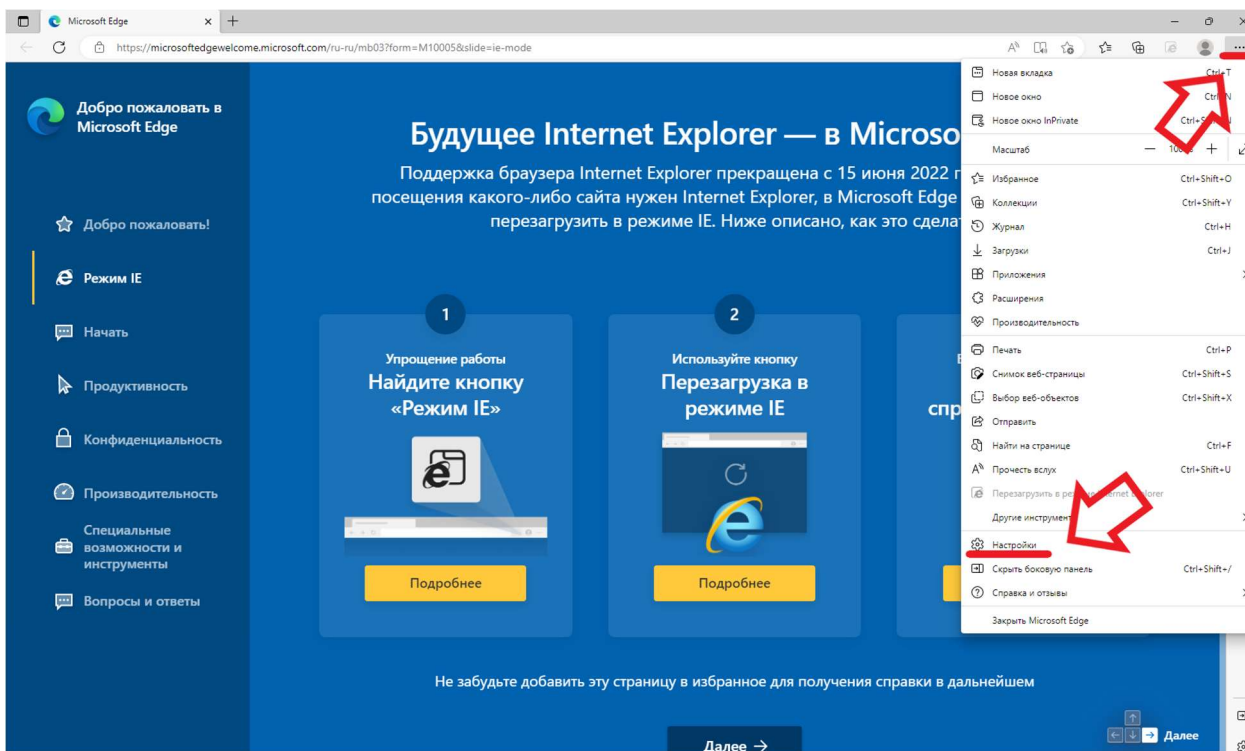 Microsoft Edge
https://microsoftedgewelcome.microsoft.com/ru-ru/mb03?form=M10005&slide=ie-mode
Добро пожаловать в
Microsoft Edge
Добро пожаловать!
Режим IE
Начать
Продуктивность
Конфиденциальность
Производительность
Специальные
возможности и
инструменты
Вопросы и ответы
Будущее Internet Explorer — в
Поддержка браузера Internet Explorer прекращена с 15 июня 2022
посещения какого-либо сайта нужен Internet Explorer, в Microsoft Edge
перезагрузить в режиме IE. Ниже описано, как это
1
Упрощение работы
Найдите кнопку
«Режим IE»
Подробнее
2
Используйте кнопку
Перезагрузка в
режиме IE
Подробнее
Не забудьте добавить эту страницу в избранное для получения справки в дальнейшем
Далее →
Далее
Новая вкладка Ctrl+T
Новое окно
Новое окно InPrivate
Масштаб
Избранное Ctrl+Shift+O
Коллекции Ctrl+Shift+Y
Журнал Ctrl+H
Загрузки Ctrl+J
Приложения
Расширения
Производительность
Печать Ctrl+P
Снимок веб-страницы Ctrl+Shift+S
Выбор веб-объектов Ctrl+Shift+X
Отправить
Найти на странице Ctrl+F
Прочесть вслух Ctrl+Shift+U
Перезагрузить в
Другие
Настройки
Скрыть боковую панель Ctrl+Shift+/
Справка и отзывы
Закрыть Microsoft Edge